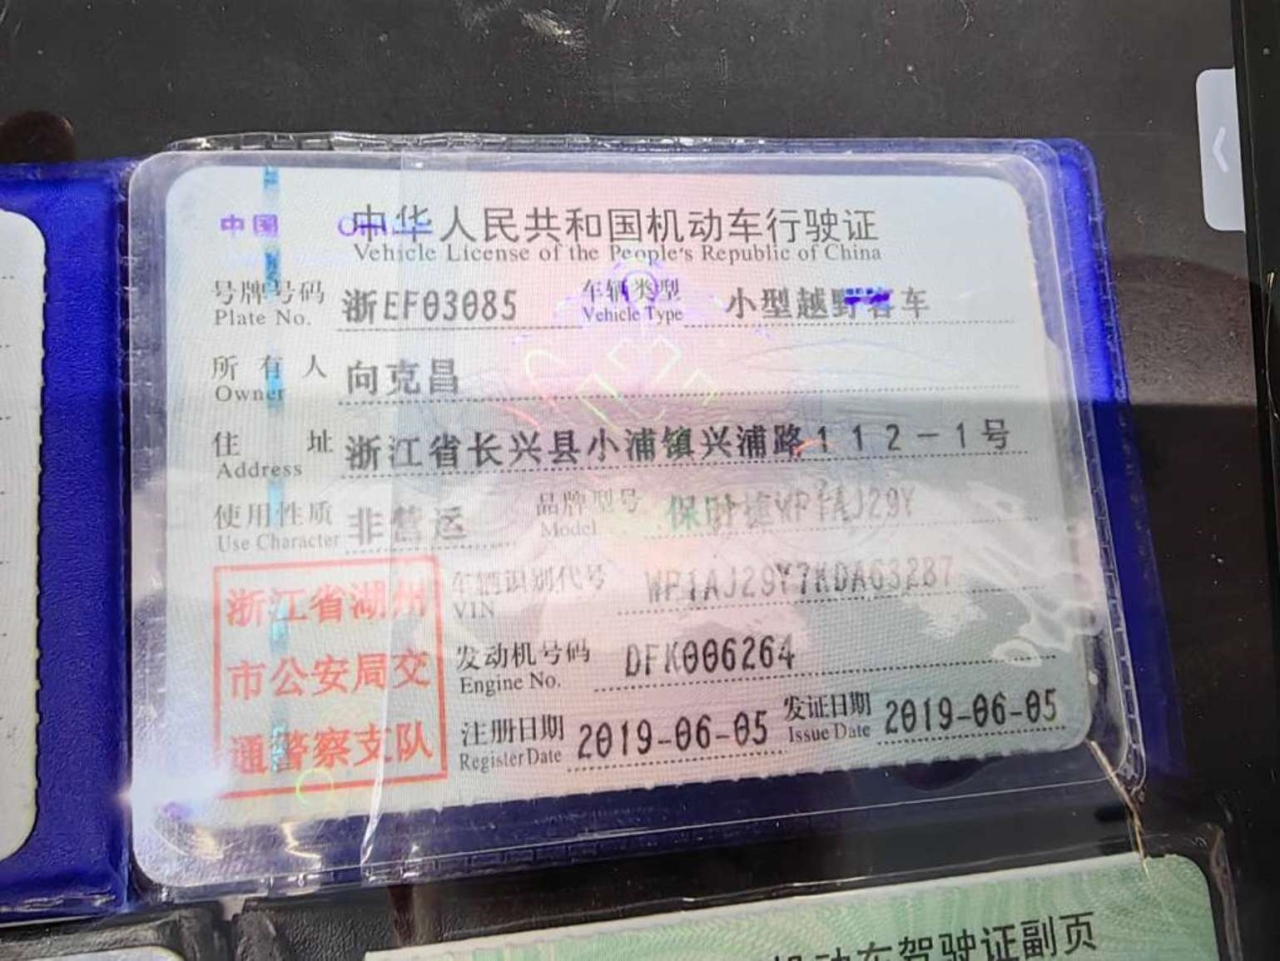 中国
中华人民共和国机动车行驶证
Vehicle License of the People's Republic of China
号牌号码 浙EF03085 车辆类型 小型越野客车
Plate No. Vehicle Type
所有人 向克昌
Owner
住址 浙江省长兴县小浦镇兴浦路112-1号
Address
使用性质 非营运 品牌型号 保时捷WP1AJ29Y
Use Character Model
浙江省湖州
市公安局交
通警察支队
车辆识别代号 WP1AJ29Y7KDA63287
VIN
发动机号码 DFK006264
Engine No.
注册日期 2019-06-05 发证日期 2019-06-05
Register Date Issue Date
机动车驾驶证副页